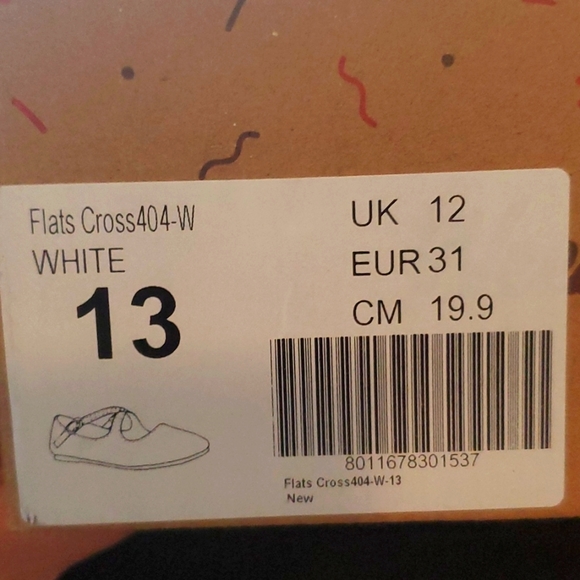 Flats Cross404-W
WHITE
13
UK 12
EUR 31
CM 19.9
8011678301537
Flats Cross404-W-13
New